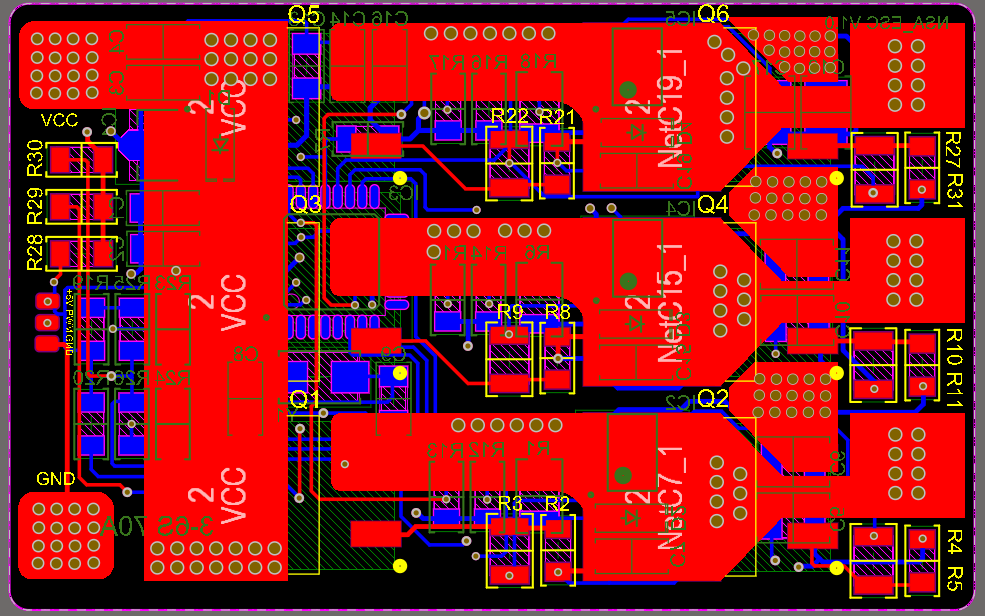 Q5
C14
C16
IC5
Q6
NSA_ESC V1.0
C4
C3
R17
R16
R18
VCC
2
VCC
NetC19_1
2
R22
R21
R27
R31
R30
R29
R28
Q3
IC4
Q4
R14
R6
2
VCC
NetC15_1
2
R9
R8
R10
R11
R25
R23
+5V PWM GND
C8
R20
R26
R24
Q1
IC2
Q2
R13
R12
R1
2
VCC
NetC7_1
2
R3
R2
R4
R5
GND
3-6S 70A